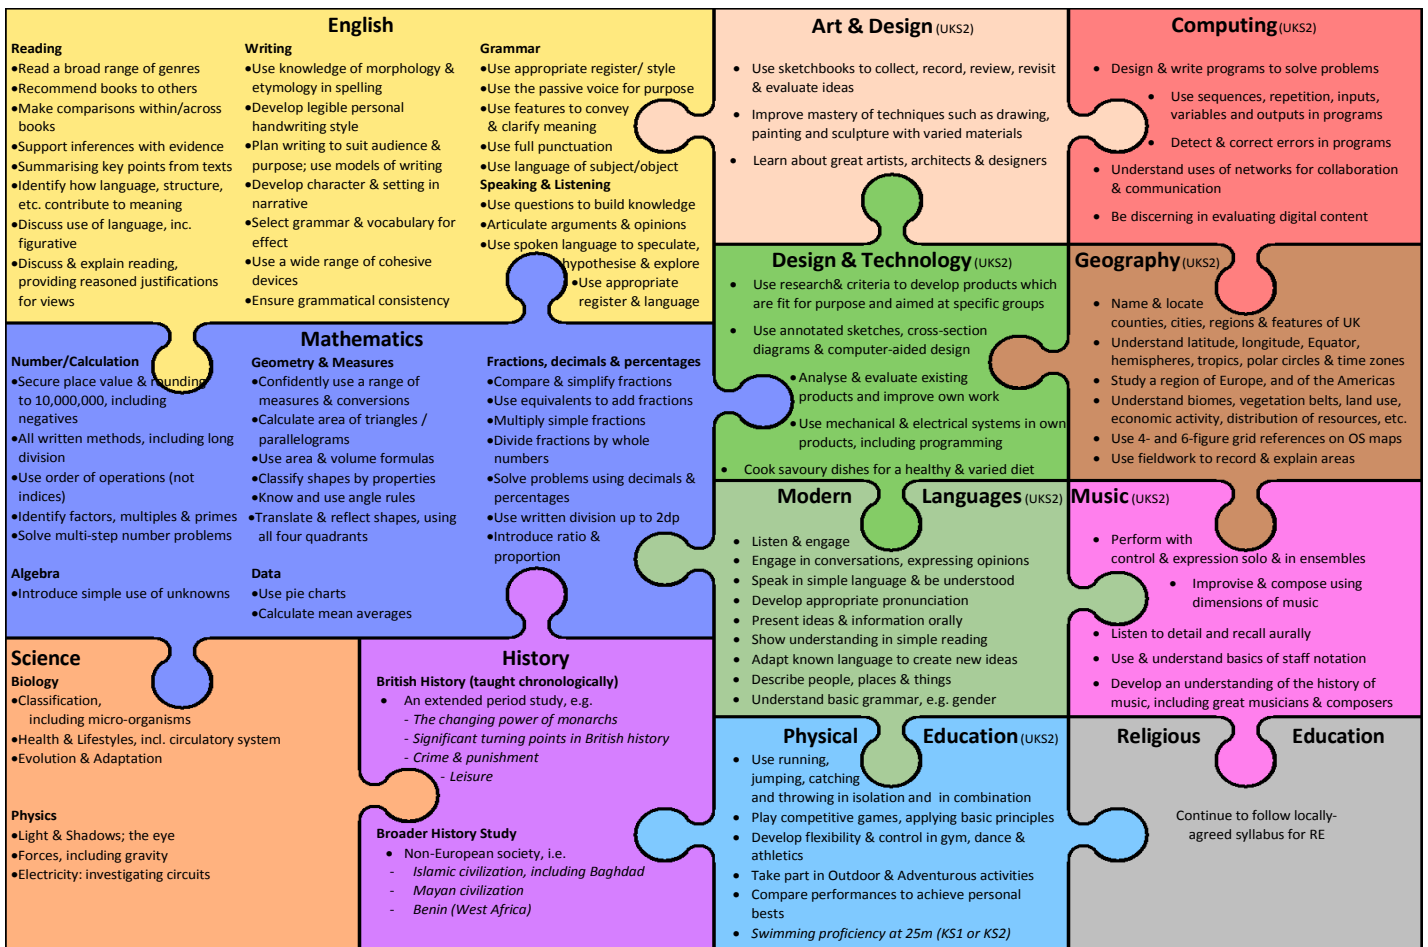 English
Reading
•Read a broad range of genres
•Recommend books to others
•Make comparisons within/across
books
•Support inferences with evidence
•Summarising key points from texts
•Identify how language, structure,
etc. contribute to meaning
•Discuss use of language, inc.
figurative
•Discuss & explain reading,
providing reasoned justifications
for views
Writing
•Use knowledge of morphology &
etymology in spelling
•Develop legible personal
handwriting style
•Plan writing to suit audience &
purpose; use models of writing
•Develop character & setting in
narrative
•Select grammar & vocabulary for
effect
•Use a wide range of cohesive
devices
•Ensure grammatical consistency
Grammar
•Use appropriate register/ style
•Use the passive voice for purpose
•Use features to convey
& clarify meaning
•Use full punctuation
•Use language of subject/object
Speaking & Listening
•Use questions to build knowledge
•Articulate arguments & opinions
•Use spoken language to speculate,
hypothesise & explore
•Use appropriate
register & language
Art & Design (UKS2)
• Use sketchbooks to collect, record, review, revisit
& evaluate ideas
• Improve mastery of techniques such as drawing,
painting and sculpture with varied materials
• Learn about great artists, architects & designers
Computing (UKS2)
• Design & write programs to solve problems
• Use sequences, repetition, inputs,
variables and outputs in programs
• Detect & correct errors in programs
• Understand uses of networks for collaboration
& communication
• Be discerning in evaluating digital content
Design & Technology (UKS2)
• Use research& criteria to develop products which
are fit for purpose and aimed at specific groups
• Use annotated sketches, cross-section
diagrams & computer-aided design
•Analyse & evaluate existing
products and improve own work
•Use mechanical & electrical systems in own
products, including programming
• Cook savoury dishes for a healthy & varied diet
Geography (UKS2)
• Name & locate
counties, cities, regions & features of UK
• Understand latitude, longitude, Equator,
hemispheres, tropics, polar circles & time zones
• Study a region of Europe, and of the Americas
• Understand biomes, vegetation belts, land use,
economic activity, distribution of resources, etc.
• Use 4- and 6-figure grid references on OS maps
• Use fieldwork to record & explain areas
Mathematics
Number/Calculation
•Secure place value & rounding
to 10,000,000, including
negatives
•All written methods, including long
division
•Use order of operations (not
indices)
•Identify factors, multiples & primes
•Solve multi-step number problems
Algebra
•Introduce simple use of unknowns
Geometry & Measures
•Confidently use a range of
measures & conversions
•Calculate area of triangles /
parallelograms
•Use area & volume formulas
•Classify shapes by properties
•Know and use angle rules
•Translate & reflect shapes, using
all four quadrants
Data
•Use pie charts
•Calculate mean averages
Fractions, decimals & percentages
•Compare & simplify fractions
•Use equivalents to add fractions
•Multiply simple fractions
•Divide fractions by whole
numbers
•Solve problems using decimals &
percentages
•Use written division up to 2dp
•Introduce ratio &
proportion
Modern Languages (UKS2)
• Listen & engage
• Engage in conversations, expressing opinions
• Speak in simple language & be understood
• Develop appropriate pronunciation
• Present ideas & information orally
• Show understanding in simple reading
• Adapt known language to create new ideas
• Describe people, places & things
• Understand basic grammar, e.g. gender
Music (UKS2)
• Perform with
control & expression solo & in ensembles
• Improvise & compose using
dimensions of music
• Listen to detail and recall aurally
• Use & understand basics of staff notation
• Develop an understanding of the history of
music, including great musicians & composers
Science
Biology
•Classification,
including micro-organisms
•Health & Lifestyles, incl. circulatory system
•Evolution & Adaptation
Physics
•Light & Shadows; the eye
•Forces, including gravity
•Electricity: investigating circuits
History
British History (taught chronologically)
• An extended period study, e.g.
- The changing power of monarchs
- Significant turning points in British history
- Crime & punishment
- Leisure
Broader History Study
• Non-European society, i.e.
- Islamic civilization, including Baghdad
- Mayan civilization
- Benin (West Africa)
Physical Education (UKS2)
• Use running,
jumping, catching
and throwing in isolation and in combination
• Play competitive games, applying basic principles
• Develop flexibility & control in gym, dance &
athletics
• Take part in Outdoor & Adventurous activities
• Compare performances to achieve personal
bests
• Swimming proficiency at 25m (KS1 or KS2)
Religious Education
Continue to follow locally-
agreed syllabus for RE